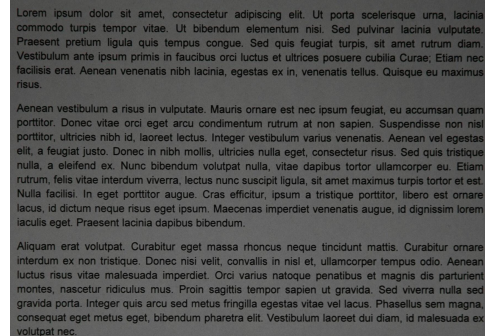 Lorem ipsum dolor sit amet, consectetur adipiscing elit. Ut porta scelerisque urna, lacinia
commodo turpis tempor vitae. Ut bibendum elementum nisi. Sed pulvinar lacinia vulputate.
Praesent pretium ligula quis tempus congue. Sed quis feugiat turpis, sit amet rutrum diam.
Vestibulum ante ipsum primis in faucibus orci luctus et ultrices posuere cubilia Curae; Etiam nec
facilisis erat. Aenean venenatis nibh lacinia, egestas ex in, venenatis tellus. Quisque eu maximus
risus.
Aenean vestibulum a risus in vulputate. Mauris ornare est nec ipsum feugiat, eu accumsan quam
porttitor. Donec vitae orci eget arcu condimentum rutrum at non sapien. Suspendisse non nisl
porttitor, ultricies nibh id, laoreet lectus. Integer vestibulum varius venenatis. Aenean vel egestas
elit, a feugiat justo. Donec in nibh mollis, ultricies nulla eget, consectetur risus. Sed quis tristique
nulla, a eleifend ex. Nunc bibendum volutpat nulla, vitae dapibus tortor ullamcorper eu. Etiam
rutrum, felis vitae interdum viverra, lectus nunc suscipit ligula, sit amet maximus turpis tortor et est.
Nulla facilisi. In eget porttitor augue. Cras efficitur, ipsum a tristique porttitor, libero est ornare
lacus, id dictum neque risus eget ipsum. Maecenas imperdiet venenatis augue, id dignissim lorem
iaculis eget. Praesent lacinia dapibus bibendum.
Aliquam erat volutpat. Curabitur eget massa rhoncus neque tincidunt mattis. Curabitur ornare
interdum ex non tristique. Donec nisi velit, convallis in nisl et, ullamcorper tempus odio. Aenean
luctus risus vitae malesuada imperdiet. Orci varius natoque penatibus et magnis dis parturient
montes, nascetur ridiculus mus. Proin sagittis tempor sapien ut gravida. Sed viverra nulla sed
gravida porta. Integer quis arcu sed metus fringilla egestas vitae vel lacus. Phasellus sem magna,
consequat eget metus eget, bibendum pharetra elit. Vestibulum laoreet dui diam, id malesuada ex
volutpat nec.